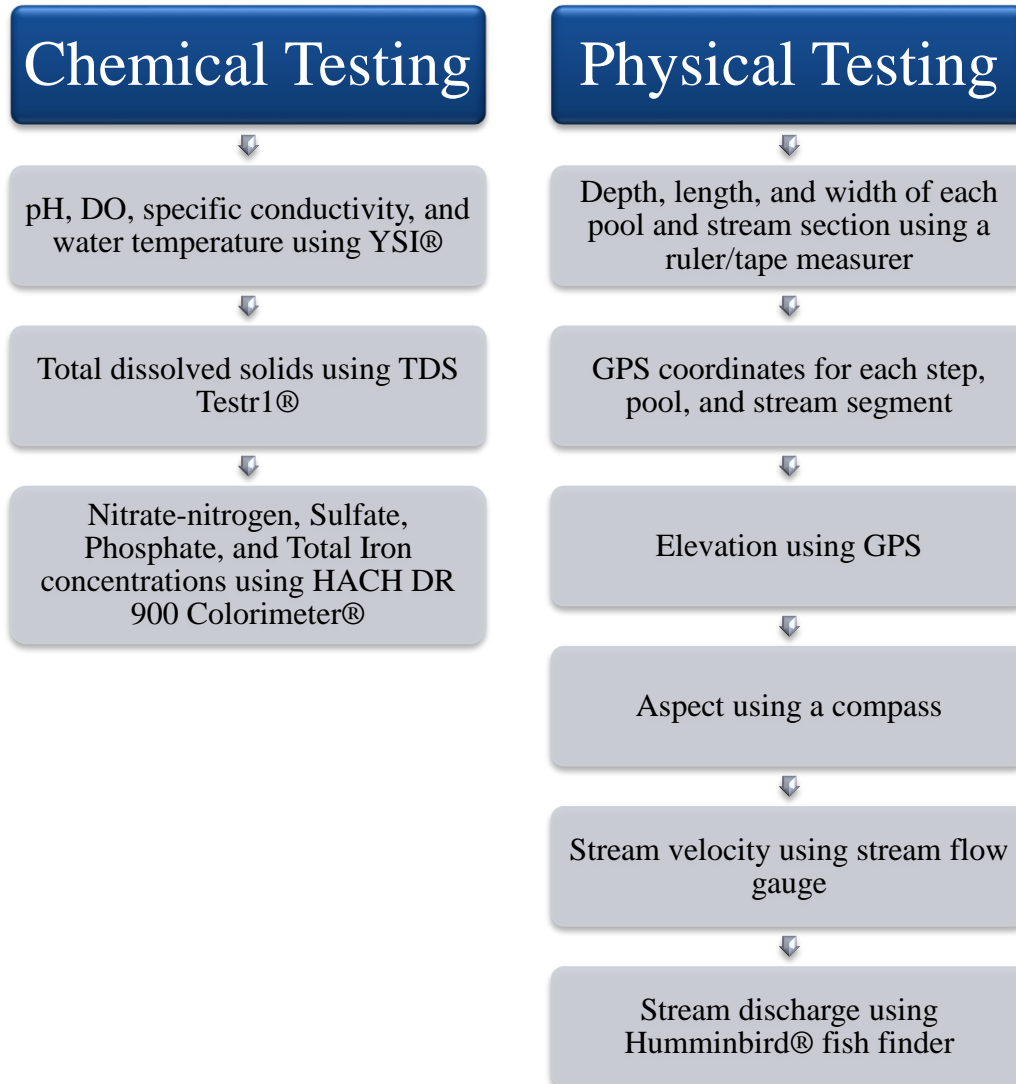 Chemical Testing
pH, DO, specific conductivity, and
water temperature using YSI®
Total dissolved solids using TDS
Testr1®
Nitrate-nitrogen, Sulfate,
Phosphate, and Total Iron
concentrations using HACH DR
900 Colorimeter®
Physical Testing
Depth, length, and width of each
pool and stream section using a
ruler/tape measurer
GPS coordinates for each step,
pool, and stream segment
Elevation using GPS
Aspect using a compass
Stream velocity using stream flow
gauge
Stream discharge using
Humminbird® fish finder